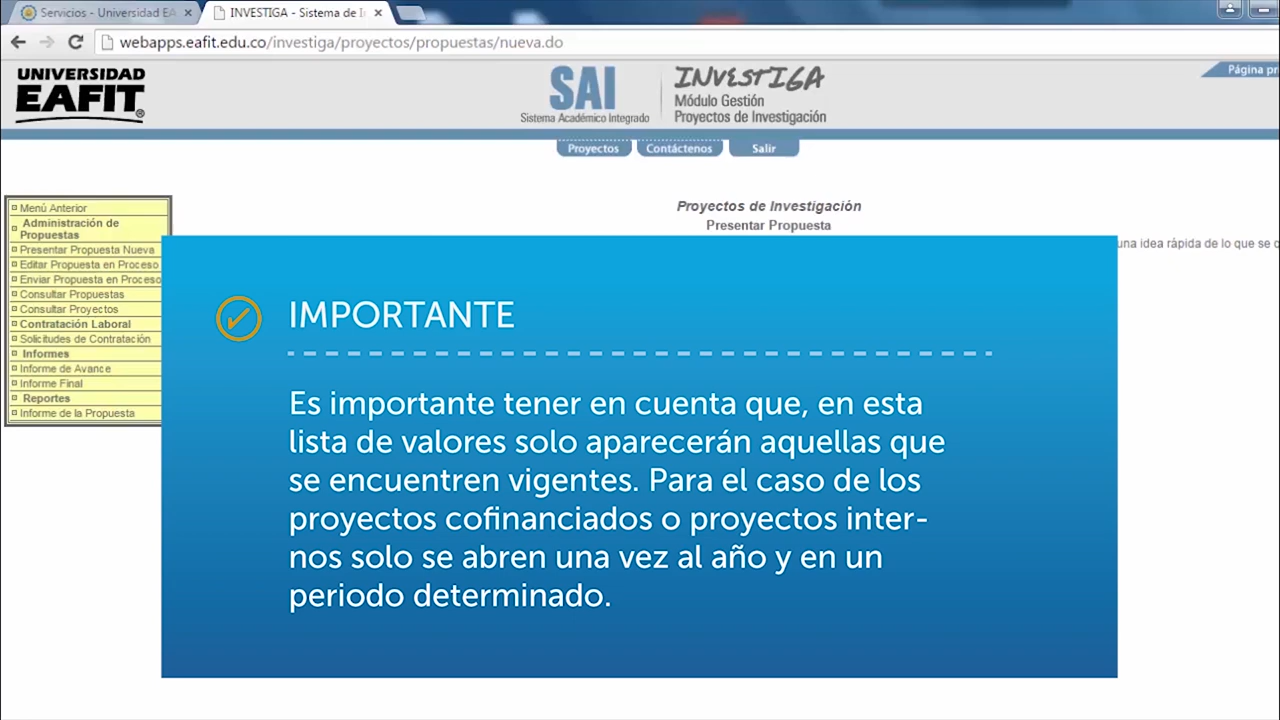 Servicios - Universidad EA
INVESTIGA - Sistema de I
webapps.eafit.edu.co/investiga/proyectos/propuestas/nueva.do
UNIVERSIDAD
EAFIT®
SAI
Sistema Académico Integrado
INVESTIGA
Módulo Gestión
Proyectos de Investigación
Página pr
Proyectos
Contáctenos
Salir
Menú Anterior
Administración de
Propuestas
Presentar Propuesta Nueva
Editar Propuesta en Proceso
Enviar Propuesta en Proceso
Consultar Propuestas
Consultar Proyectos
Contratación Laboral
Solicitudes de Contratación
Informes
Informe de Avance
Informe Final
Reportes
Informe de la Propuesta
Proyectos de Investigación
Presentar Propuesta
una idea rápida de lo que se q
IMPORTANTE
Es importante tener en cuenta que, en esta
lista de valores solo aparecerán aquellas que
se encuentren vigentes. Para el caso de los
proyectos cofinanciados o proyectos inter-
nos solo se abren una vez al año y en un
periodo determinado.